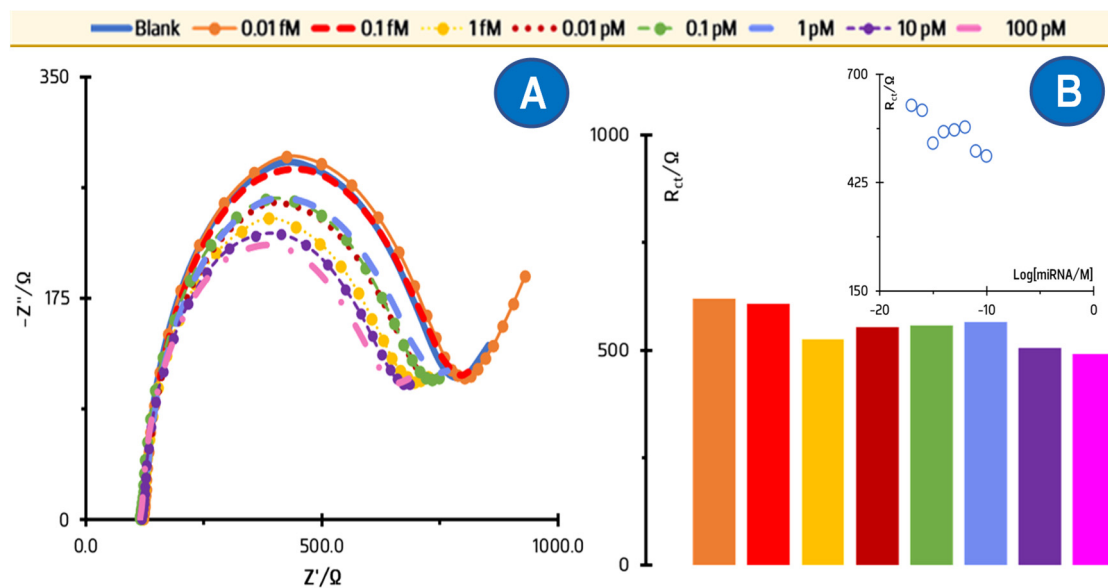 Blank 0.01 fM 0.1 fM 1 fM 0.01 pM 0.1 pM 1 pM 10 pM 100 pM
A
350
175
0
-Z''/Ω
0.0 500.0 1000.0
Z'/Ω
B
1000
500
0
Rct/Ω
700
425
150
Rct/Ω
Log[miRNA/M]
-20 -10 0